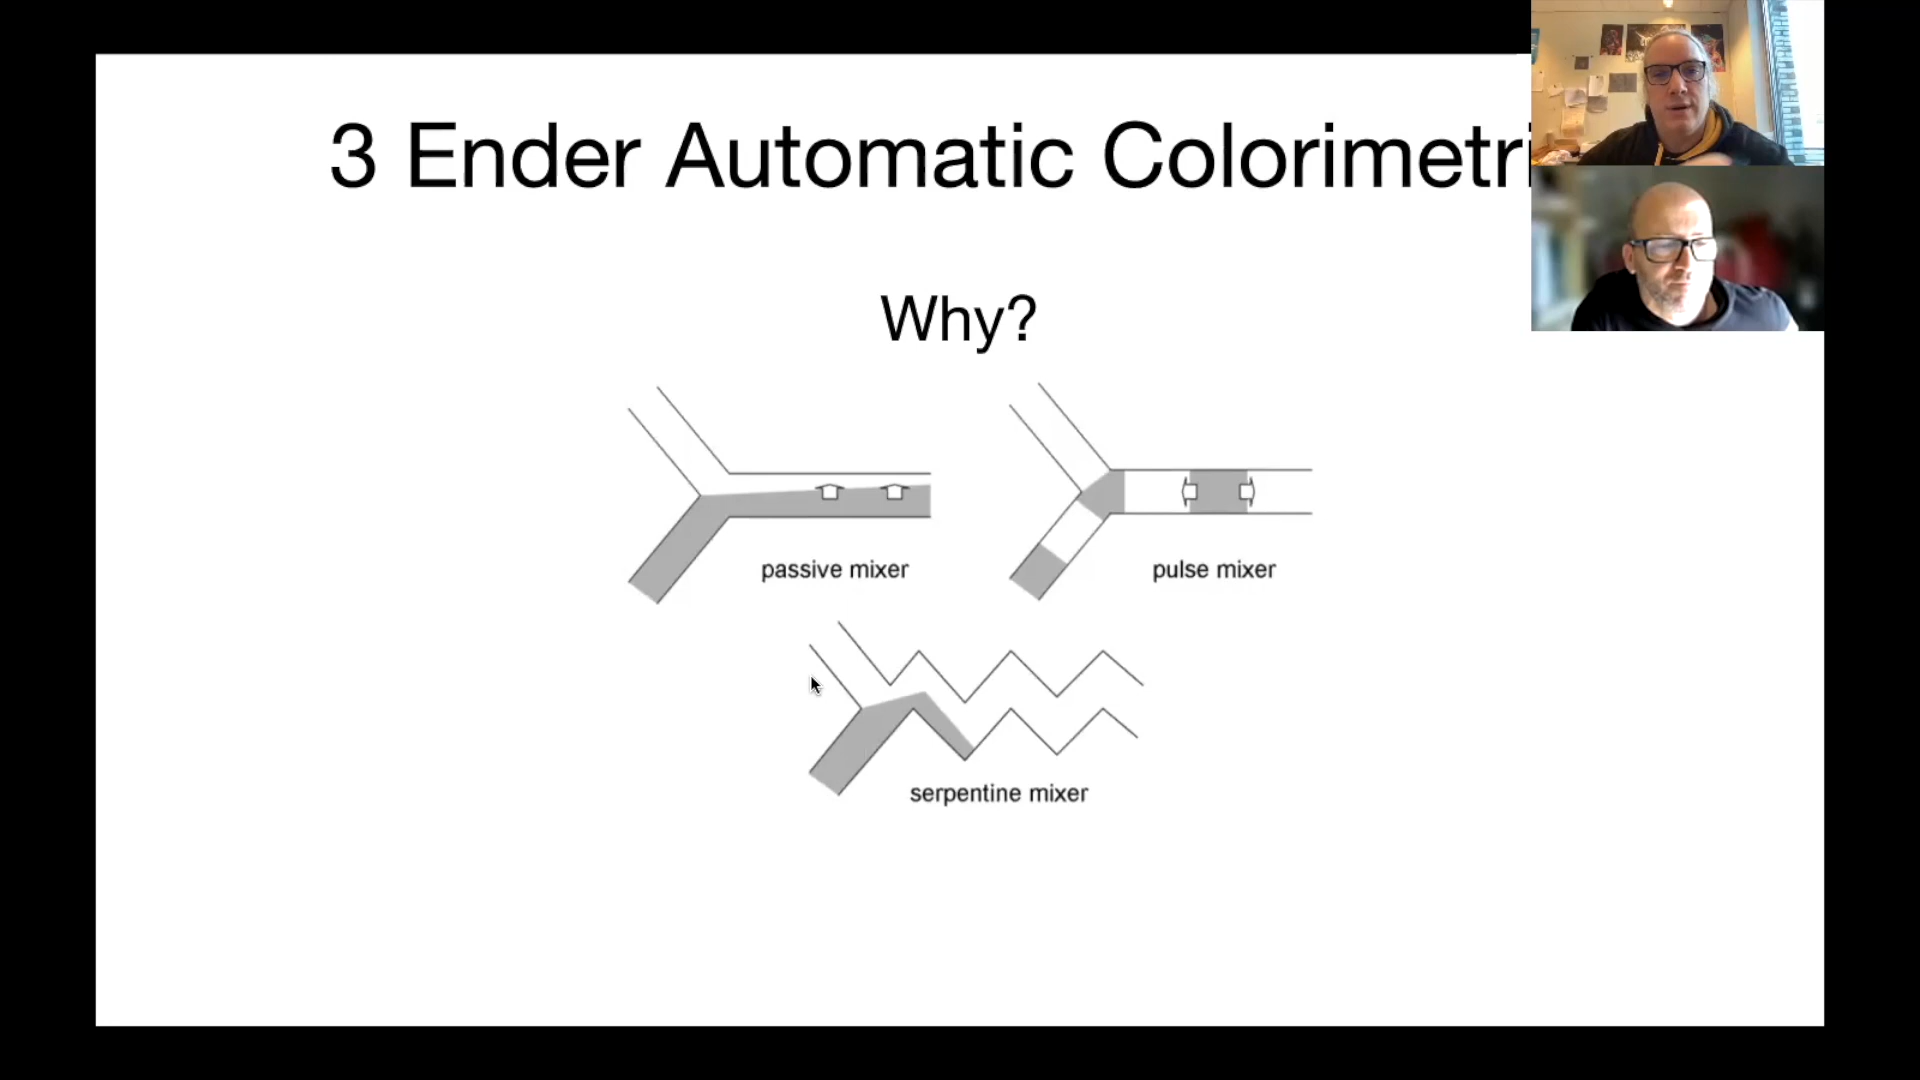 3 Ender Automatic Colorimetri
Why?
passive mixer
pulse mixer
serpentine mixer